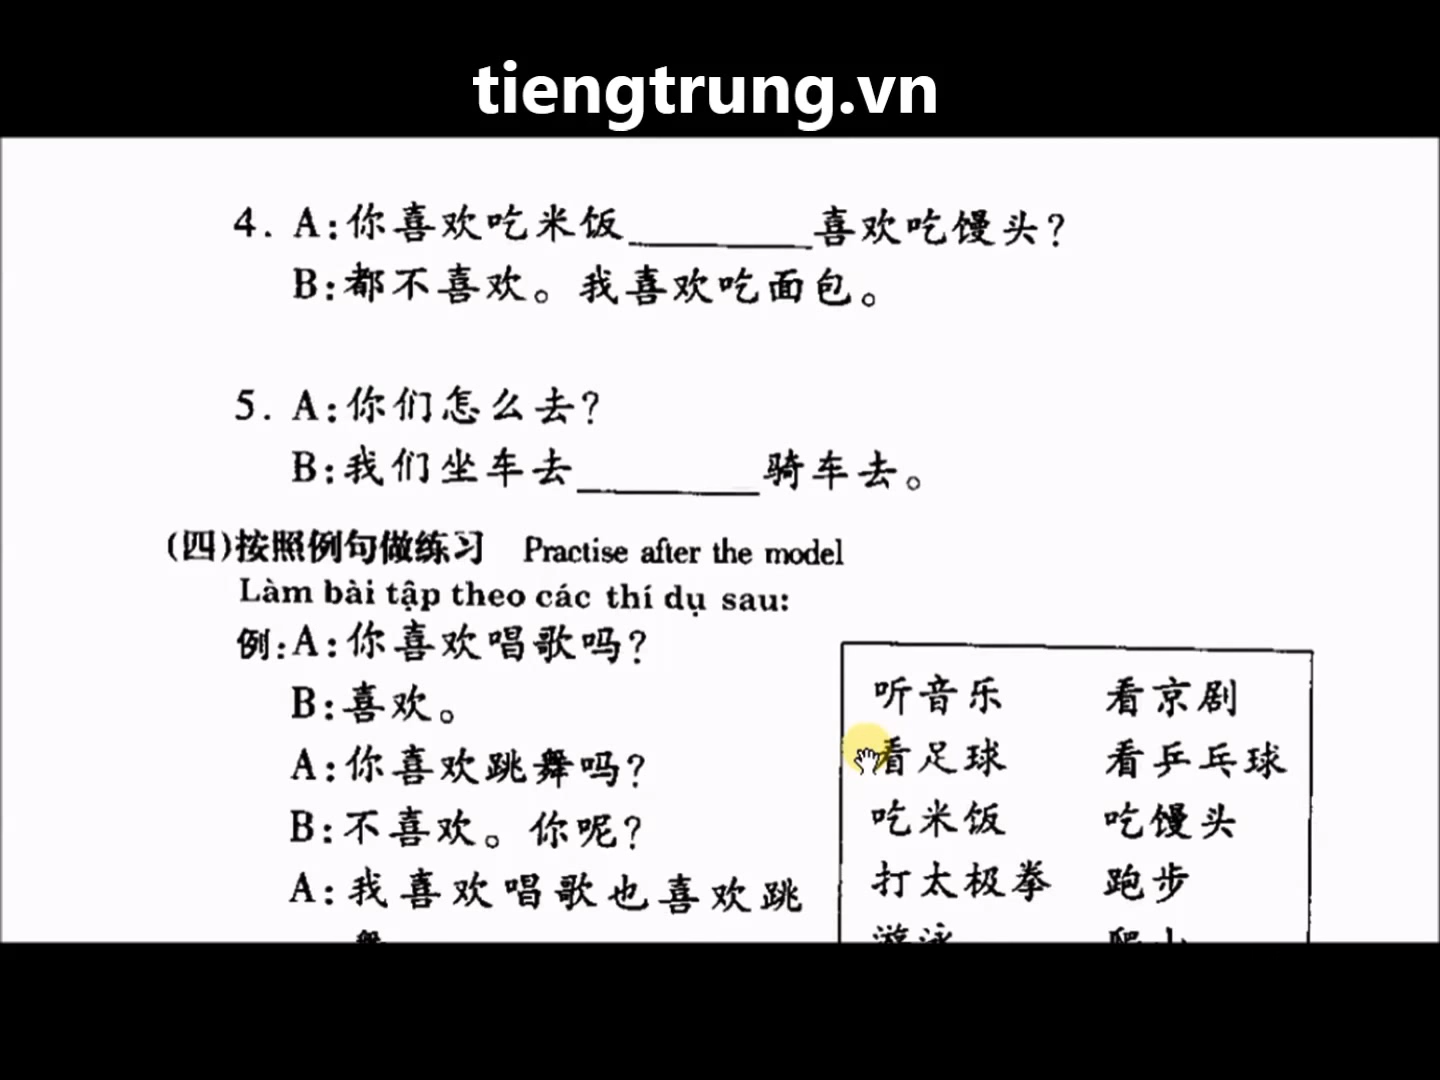 tiengtrung.vn
4. A:你喜欢吃米饭________喜欢吃馒头?
B:都不喜欢。我喜欢吃面包。
5. A:你们怎么去?
B:我们坐车去________骑车去。
(四)按照例句做练习 Practise after the model
Làm bài tập theo các thí dụ sau:
例:A:你喜欢唱歌吗?
B:喜欢。
A:你喜欢跳舞吗?
B:不喜欢。你呢?
A:我喜欢唱歌也喜欢跳
听音乐 看京剧
看足球 看乒乓球
吃米饭 吃馒头
打太极拳 跑步